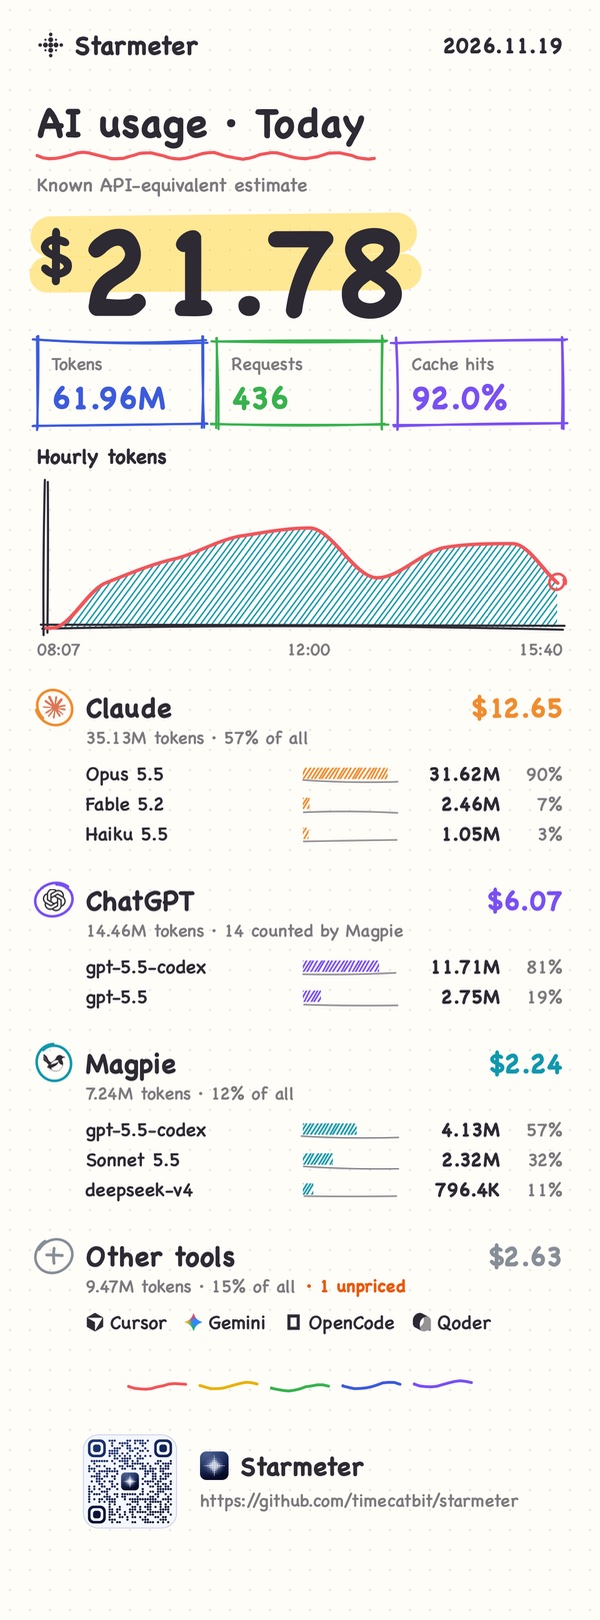 Starmeter 2026.11.19
AI usage · Today
Known API-equivalent estimate
$21.78
Tokens Requests Cache hits
61.96M 436 92.0%
Hourly tokens
08:07 12:00 15:40
Claude $12.65
35.13M tokens · 57% of all
Opus 5.5 31.62M 90%
Fable 5.2 2.46M 7%
Haiku 5.5 1.05M 3%
ChatGPT $6.07
14.46M tokens · 14 counted by Magpie
gpt-5.5-codex 11.71M 81%
gpt-5.5 2.75M 19%
Magpie $2.24
7.24M tokens · 12% of all
gpt-5.5-codex 4.13M 57%
Sonnet 5.5 2.32M 32%
deepseek-v4 796.4K 11%
Other tools $2.63
9.47M tokens · 15% of all · 1 unpriced
Cursor Gemini OpenCode Qoder
Starmeter
https://github.com/timecatbit/starmeter